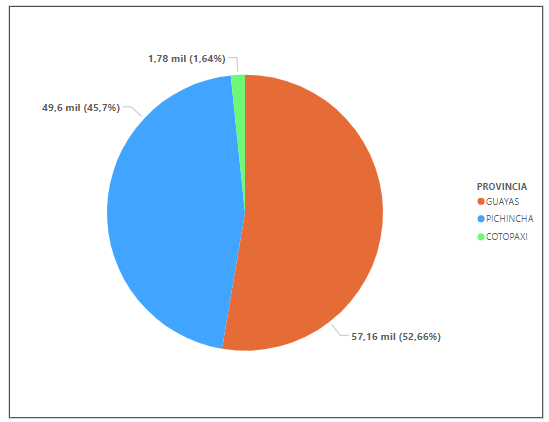 1,78 mil (1,64%)
49,6 mil (45,7%)
57,16 mil (52,66%)
PROVINCIA
GUAYAS
PICHINCHA
COTOPAXI